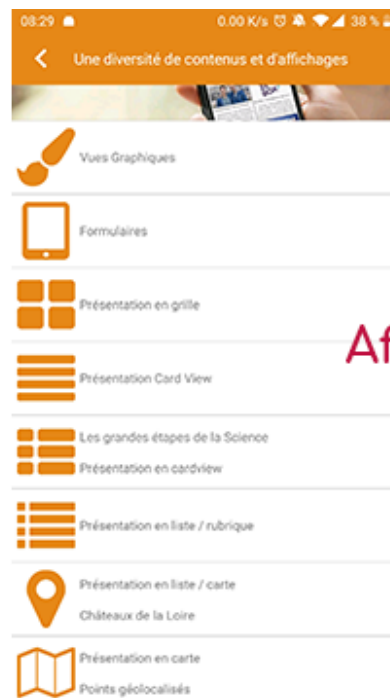 08:29 0.00 K/s 38 %
Une diversité de contenus et d'affichages
Vues Graphiques
Formulaires
Présentation en grille
Af
Présentation Card View
Les grandes étapes de la Science
Présentation en cardview
Présentation en liste / rubrique
Présentation en liste / carte
Châteaux de la Loire
Présentation en carte
Points géolocalisés